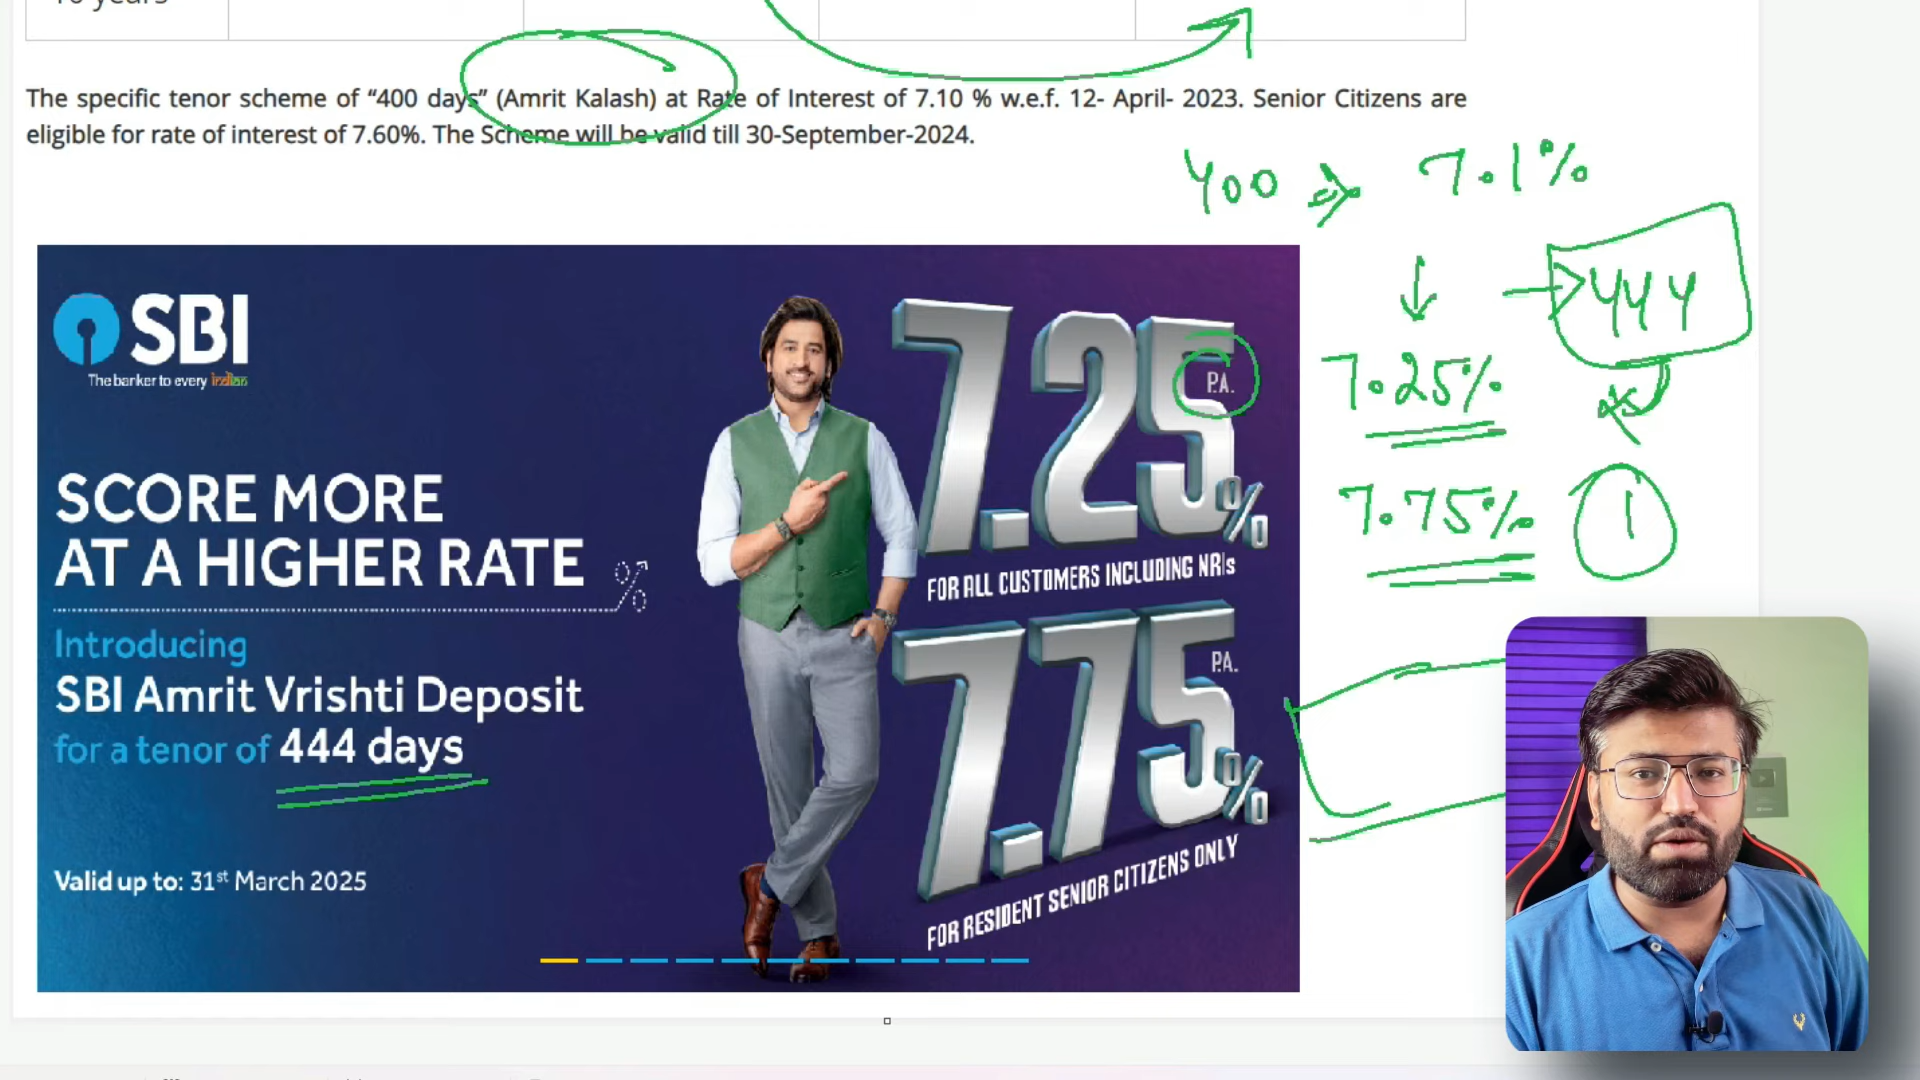 10 years
The specific tenor scheme of “400 days” (Amrit Kalash) at Rate of Interest of 7.10 % w.e.f. 12- April- 2023. Senior Citizens are
eligible for rate of interest of 7.60%. The Scheme will be valid till 30-September-2024.
400 ⇒ 7.1%
444
7.25%
7.75%
1
SBI
The banker to every indian
SCORE MORE
AT A HIGHER RATE
%
Introducing
SBI Amrit Vrishti Deposit
for a tenor of 444 days
Valid up to: 31st March 2025
7.25% P.A.
FOR ALL CUSTOMERS INCLUDING NRIs
7.75% P.A.
FOR RESIDENT SENIOR CITIZENS ONLY